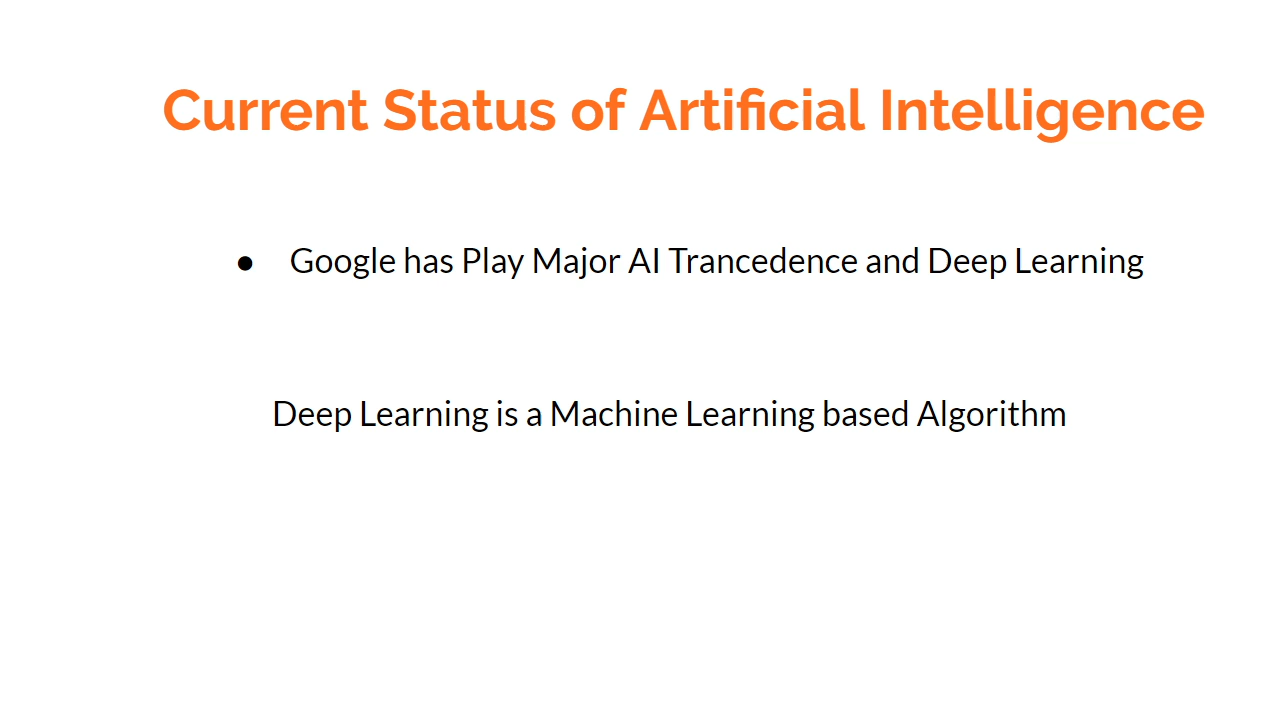 Current Status of Artificial Intelligence
● Google has Play Major AI Trancedence and Deep Learning
Deep Learning is a Machine Learning based Algorithm